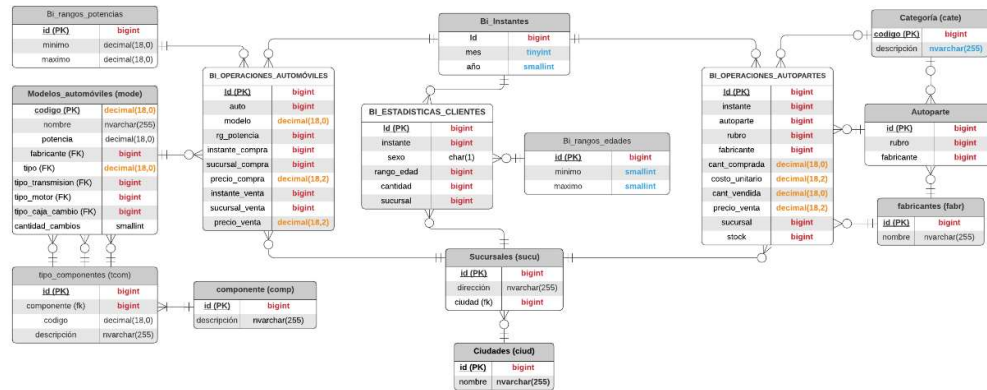 Bi_rangos_potencias
id (PK) bigint
minimo decimal(18,0)
maximo decimal(18,0)
Modelos_automóviles (mode)
codigo (PK) decimal(18,0)
nombre nvarchar(255)
potencia decimal(18,0)
fabricante (FK) bigint
tipo (FK) decimal(18,0)
tipo_transmision (FK) bigint
tipo_motor (FK) bigint
tipo_caja_cambio (FK) bigint
cantidad_cambios smallint
tipo_componentes (tcom)
id (PK) bigint
componente (fk) bigint
codigo decimal(18,0)
descripción nvarchar(255)
componente (comp)
id (PK) bigint
descripción nvarchar(255)
BI_OPERACIONES_AUTOMÓVILES
Id (PK) bigint
auto bigint
modelo decimal(18,0)
rg_potencia bigint
instante_compra bigint
sucursal_compra bigint
precio_compra decimal(18,2)
instante_venta bigint
sucursal_venta bigint
precio_venta decimal(18,2)
Bi_Instantes
Id bigint
mes tinyint
año smallint
BI_ESTADISTICAS_CLIENTES
Id (PK) bigint
instante bigint
sexo char(1)
rango_edad bigint
cantidad bigint
sucursal bigint
Bi_rangos_edades
id (PK) bigint
minimo smallint
maximo smallint
Sucursales (sucu)
id (PK) bigint
dirección nvarchar(255)
ciudad (fk) bigint
Ciudades (ciud)
id (PK) bigint
nombre nvarchar(255)
BI_OPERACIONES_AUTOPARTES
Id (PK) bigint
instante bigint
autoparte bigint
rubro bigint
fabricante bigint
cant_comprada decimal(18,0)
costo_unitario decimal(18,2)
cant_vendida decimal(18,0)
precio_venta decimal(18,2)
sucursal bigint
stock bigint
Categoría (cate)
codigo (PK) bigint
descripción nvarchar(255)
Autoparte
rubro bigint
fabricante bigint
fabricantes (fabr)
id (PK) bigint
nombre nvarchar(255)